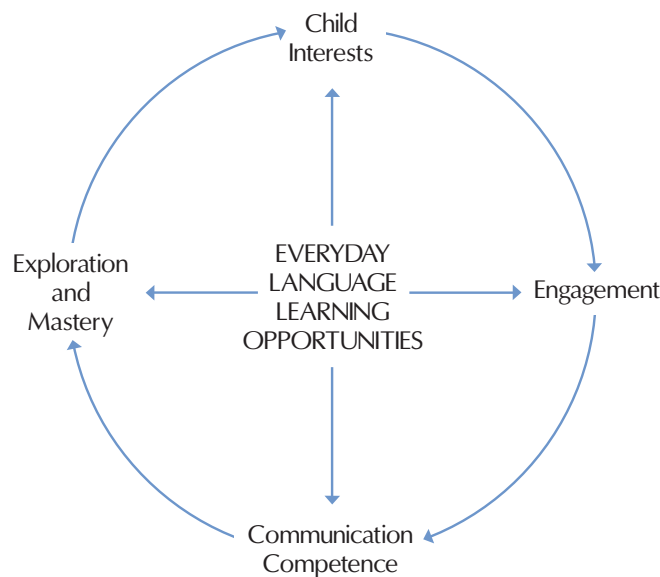 Child
Interests
Exploration
and
Mastery
EVERYDAY
LANGUAGE
LEARNING
OPPORTUNITIES
Engagement
Communication
Competence